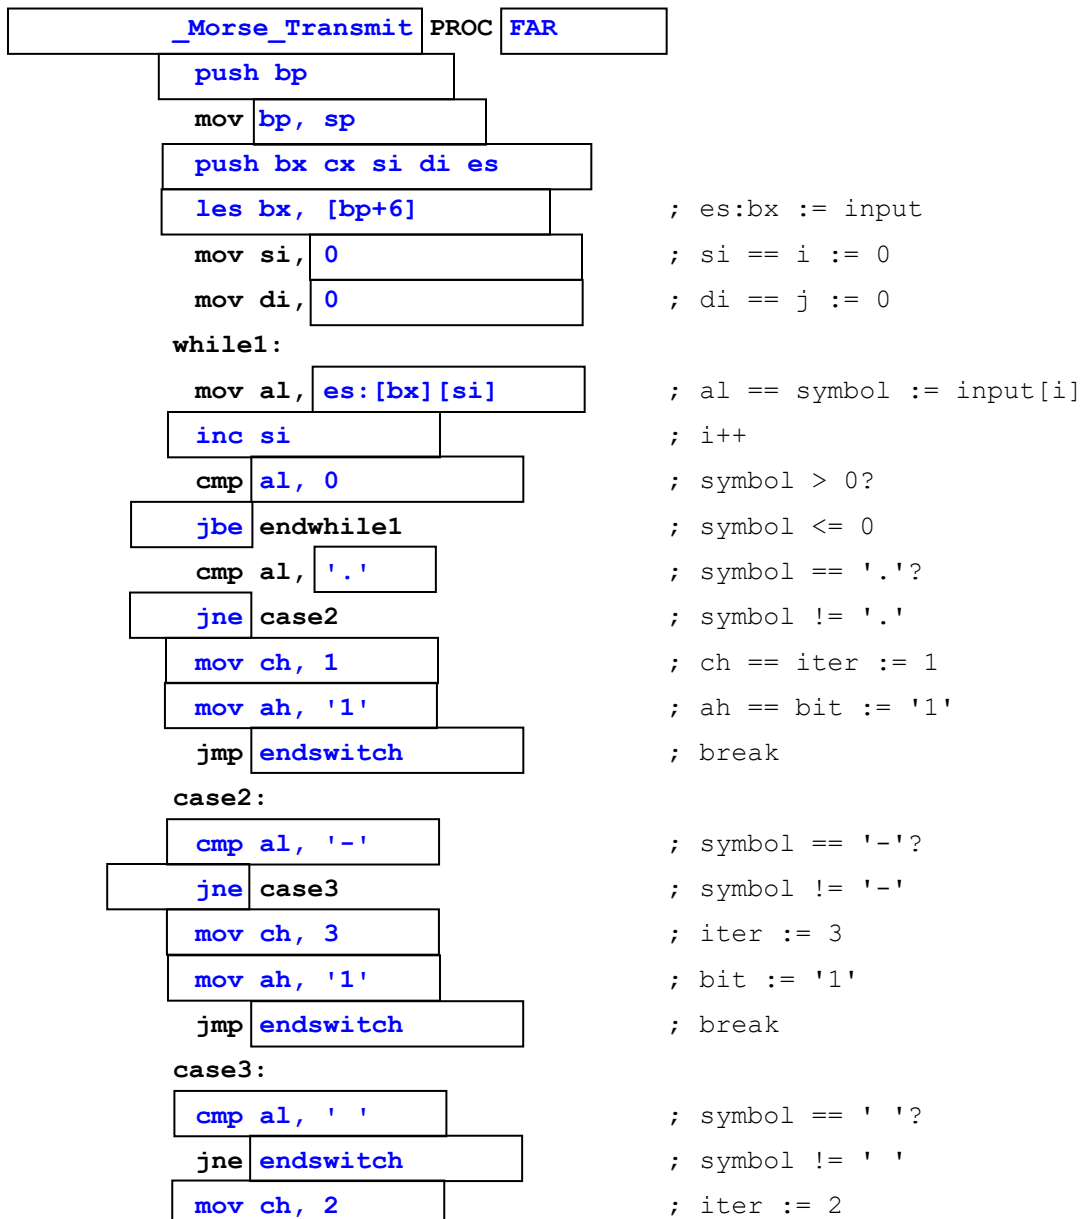 _Morse_Transmit PROC FAR
push bp
mov bp, sp
push bx cx si di es
les bx, [bp+6] ; es:bx := input
mov si, 0 ; si == i := 0
mov di, 0 ; di == j := 0
while1:
mov al, es:[bx][si] ; al == symbol := input[i]
inc si ; i++
cmp al, 0 ; symbol > 0?
jbe endwhile1 ; symbol <= 0
cmp al, '.' ; symbol == '.'?
jne case2 ; symbol != '.'
mov ch, 1 ; ch == iter := 1
mov ah, '1' ; ah == bit := '1'
jmp endswitch ; break
case2:
cmp al, '-' ; symbol == '-'?
jne case3 ; symbol != '-'
mov ch, 3 ; iter := 3
mov ah, '1' ; bit := '1'
jmp endswitch ; break
case3:
cmp al, ' ' ; symbol == ' '?
jne endswitch ; symbol != ' '
mov ch, 2 ; iter := 2